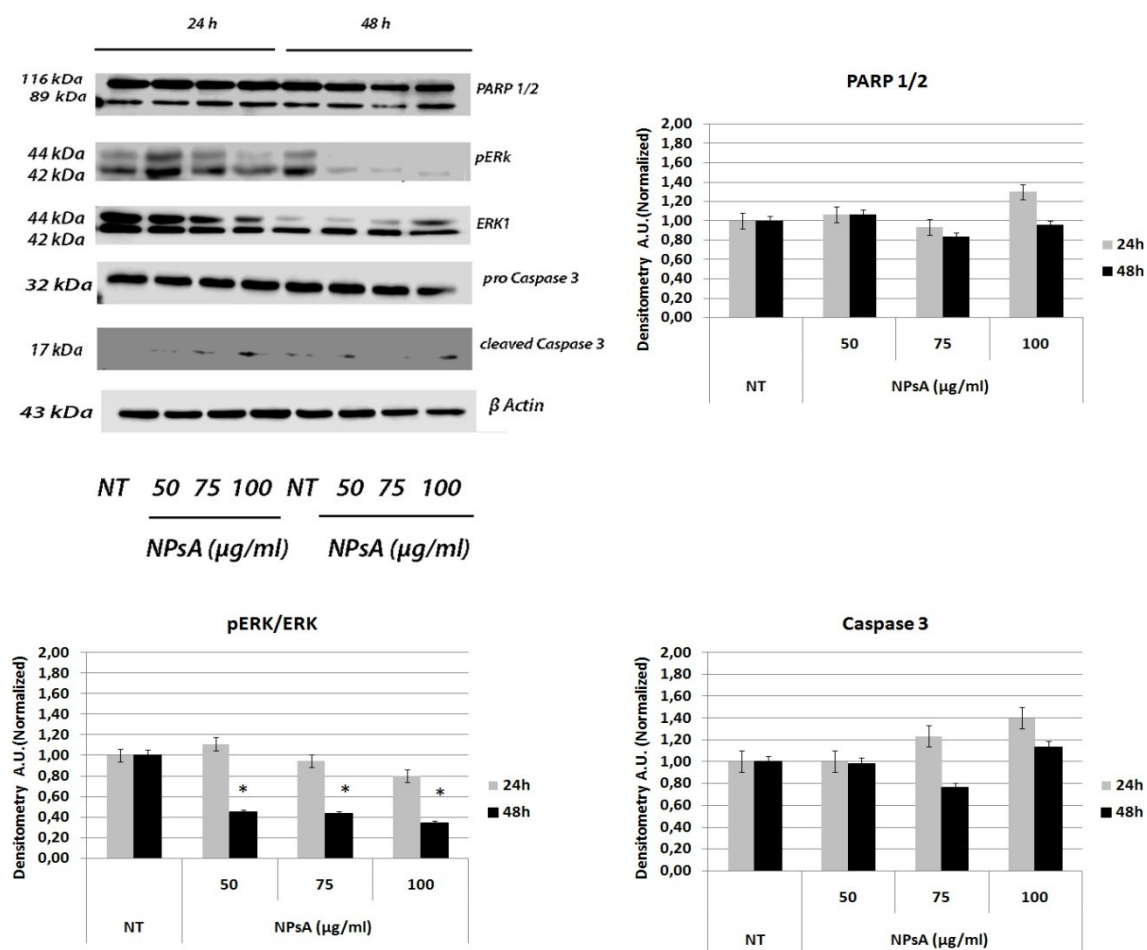 24 h 48 h
116 kDa
89 kDa
PARP 1/2
44 kDa
42 kDa
pERk
44 kDa
42 kDa
ERK1
32 kDa
pro Caspase 3
17 kDa
cleaved Caspase 3
43 kDa
β Actin
NT 50 75 100 NT 50 75 100
NPsA (µg/ml) NPsA (µg/ml)
PARP 1/2
Densitometry A.U.(Normalized)
2,00
1,80
1,60
1,40
1,20
1,00
0,80
0,60
0,40
0,20
0,00
24h
48h
50 75 100
NT NPsA (µg/ml)
pERK/ERK
Densitometry A.U.(Normalized)
2,00
1,80
1,60
1,40
1,20
1,00
0,80
0,60
0,40
0,20
0,00
* * *
24h
48h
50 75 100
NT NPsA (µg/ml)
Caspase 3
Densitometry A.U.(Normalized)
2,00
1,80
1,60
1,40
1,20
1,00
0,80
0,60
0,40
0,20
0,00
24h
48h
50 75 100
NT NPsA (µg/ml)